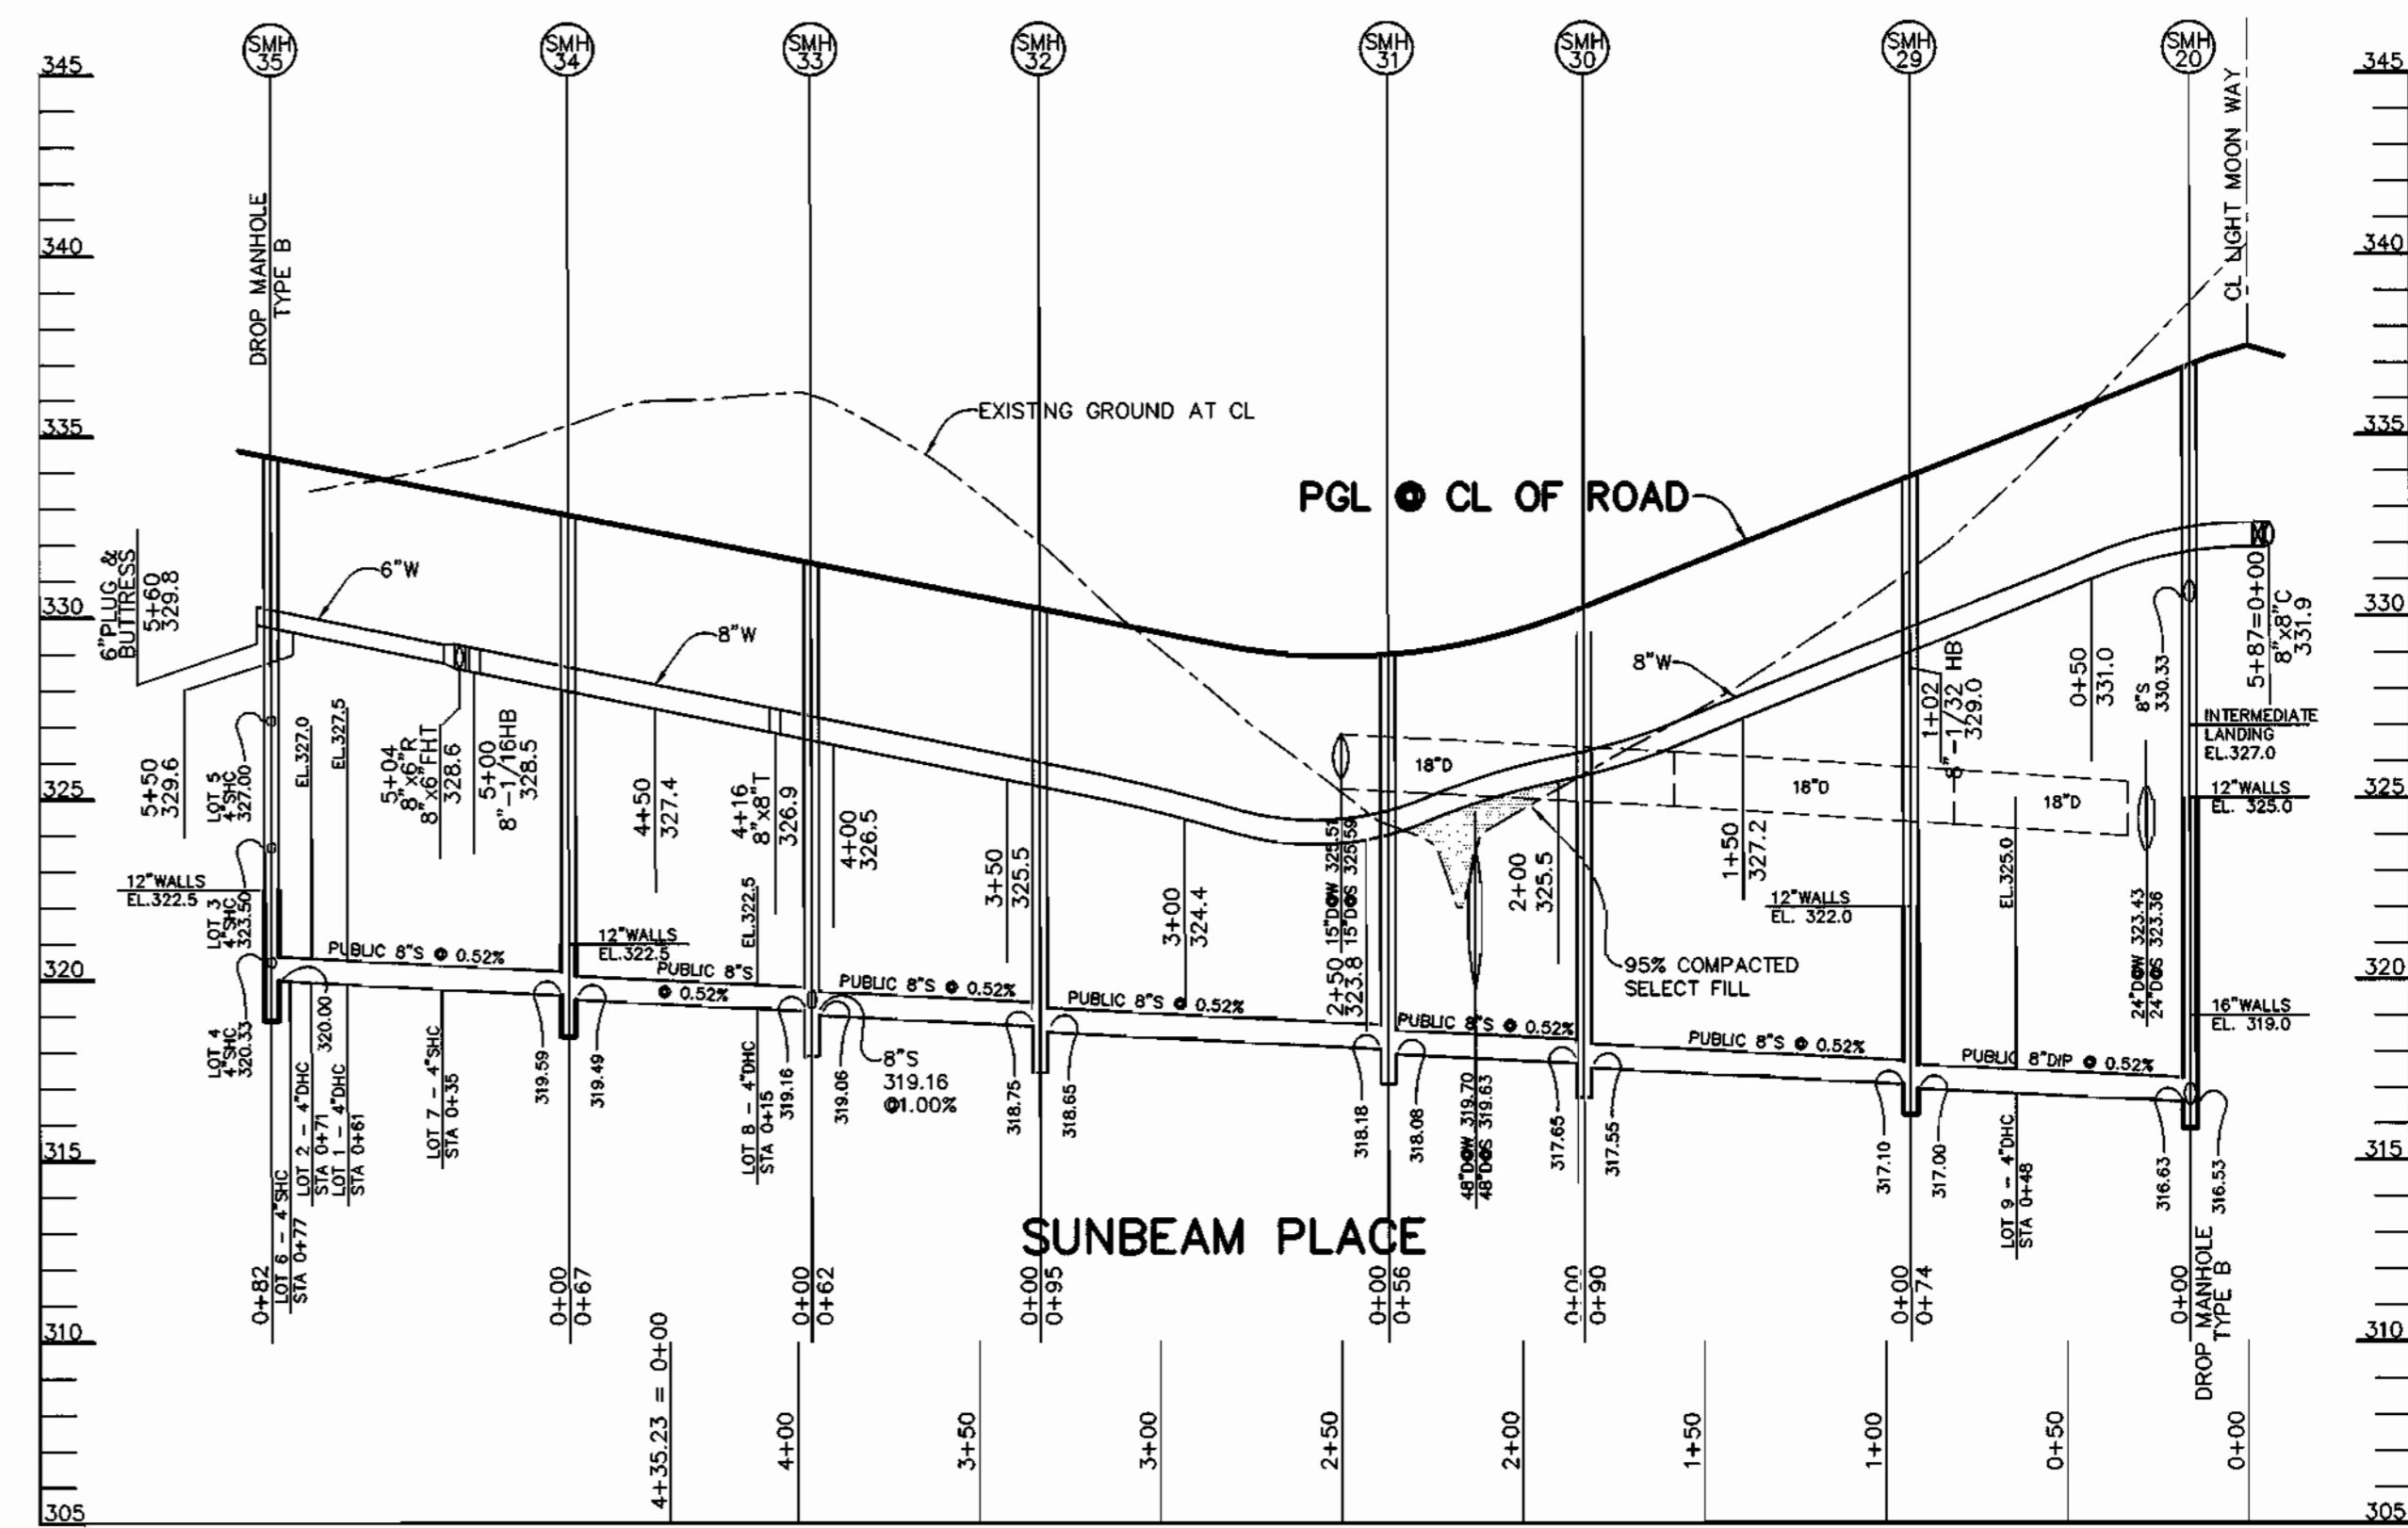 SMH
35
SMH
34
SMH
33
SMH
32
SMH
31
SMH
30
SMH
29
SMH
20
345
340
335
330
325
320
315
310
305
345
340
335
330
325
320
315
310
305
DROP MANHOLE
TYPE B
CL LIGHT MOON WAY
EXISTING GROUND AT CL
PGL @ CL OF ROAD
6"PLUG &
BUTTRESS
5+60
329.8
6"W
8"W
8"W
5+50
329.6
LOT 5
4"SHC
327.00
EL.327.0
EL.327.5
5+04
8"x6"R
8"x6"FHT
328.6
5+00
8"-1/16HB
328.5
4+50
327.4
4+16
8"x8"T
326.9
4+00
326.5
3+50
325.5
3+00
324.4
2+50
323.8
15"D@W 325.51
15"D@S 325.59
18"D
18"D
18"D
2+00
325.5
1+50
327.2
1+02
8"-1/32 HB
329.0
0+50
331.0
8"S
330.33
5+87=0+00
8"x8"C
331.9
INTERMEDIATE
LANDING
EL.327.0
12"WALLS
EL. 325.0
16"WALLS
EL. 319.0
12"WALLS
EL.322.5
LOT 3
4"SHC
323.50
LOT 4
4"SHC
320.33
PUBLIC 8"S @ 0.52%
12"WALLS
EL.322.5
EL.322.5
PUBLIC 8"S
@ 0.52%
PUBLIC 8"S @ 0.52%
PUBLIC 8"S @ 0.52%
PUBLIC 8"S @ 0.52%
PUBLIC 8"S @ 0.52%
PUBLIC 8"DIP @ 0.52%
12"WALLS
EL. 322.0
EL.325.0
24"D@W 323.43
24"D@S 323.36
95% COMPACTED
SELECT FILL
320.00
LOT 6 - 4"SHC
STA 0+77
LOT 2 - 4"DHC
STA 0+71
LOT 1 - 4"DHC
STA 0+61
LOT 7 - 4"SHC
STA 0+35
319.59
319.49
LOT 8 - 4"DHC
STA 0+15
319.16
319.06
8"S
319.16
@1.00%
318.75
318.65
318.18
318.08
48"D@W 319.70
48"D@S 319.63
317.65
317.55
317.10
317.00
LOT 9 - 4"DHC
STA 0+48
316.63
316.53
SUNBEAM PLACE
0+82
0+00
0+67
0+00
0+62
0+00
0+95
0+00
0+56
0+00
0+90
0+00
0+74
0+00
DROP MANHOLE
TYPE B
4+35.23 = 0+00
4+00
3+50
3+00
2+50
2+00
1+50
1+00
0+50
0+00